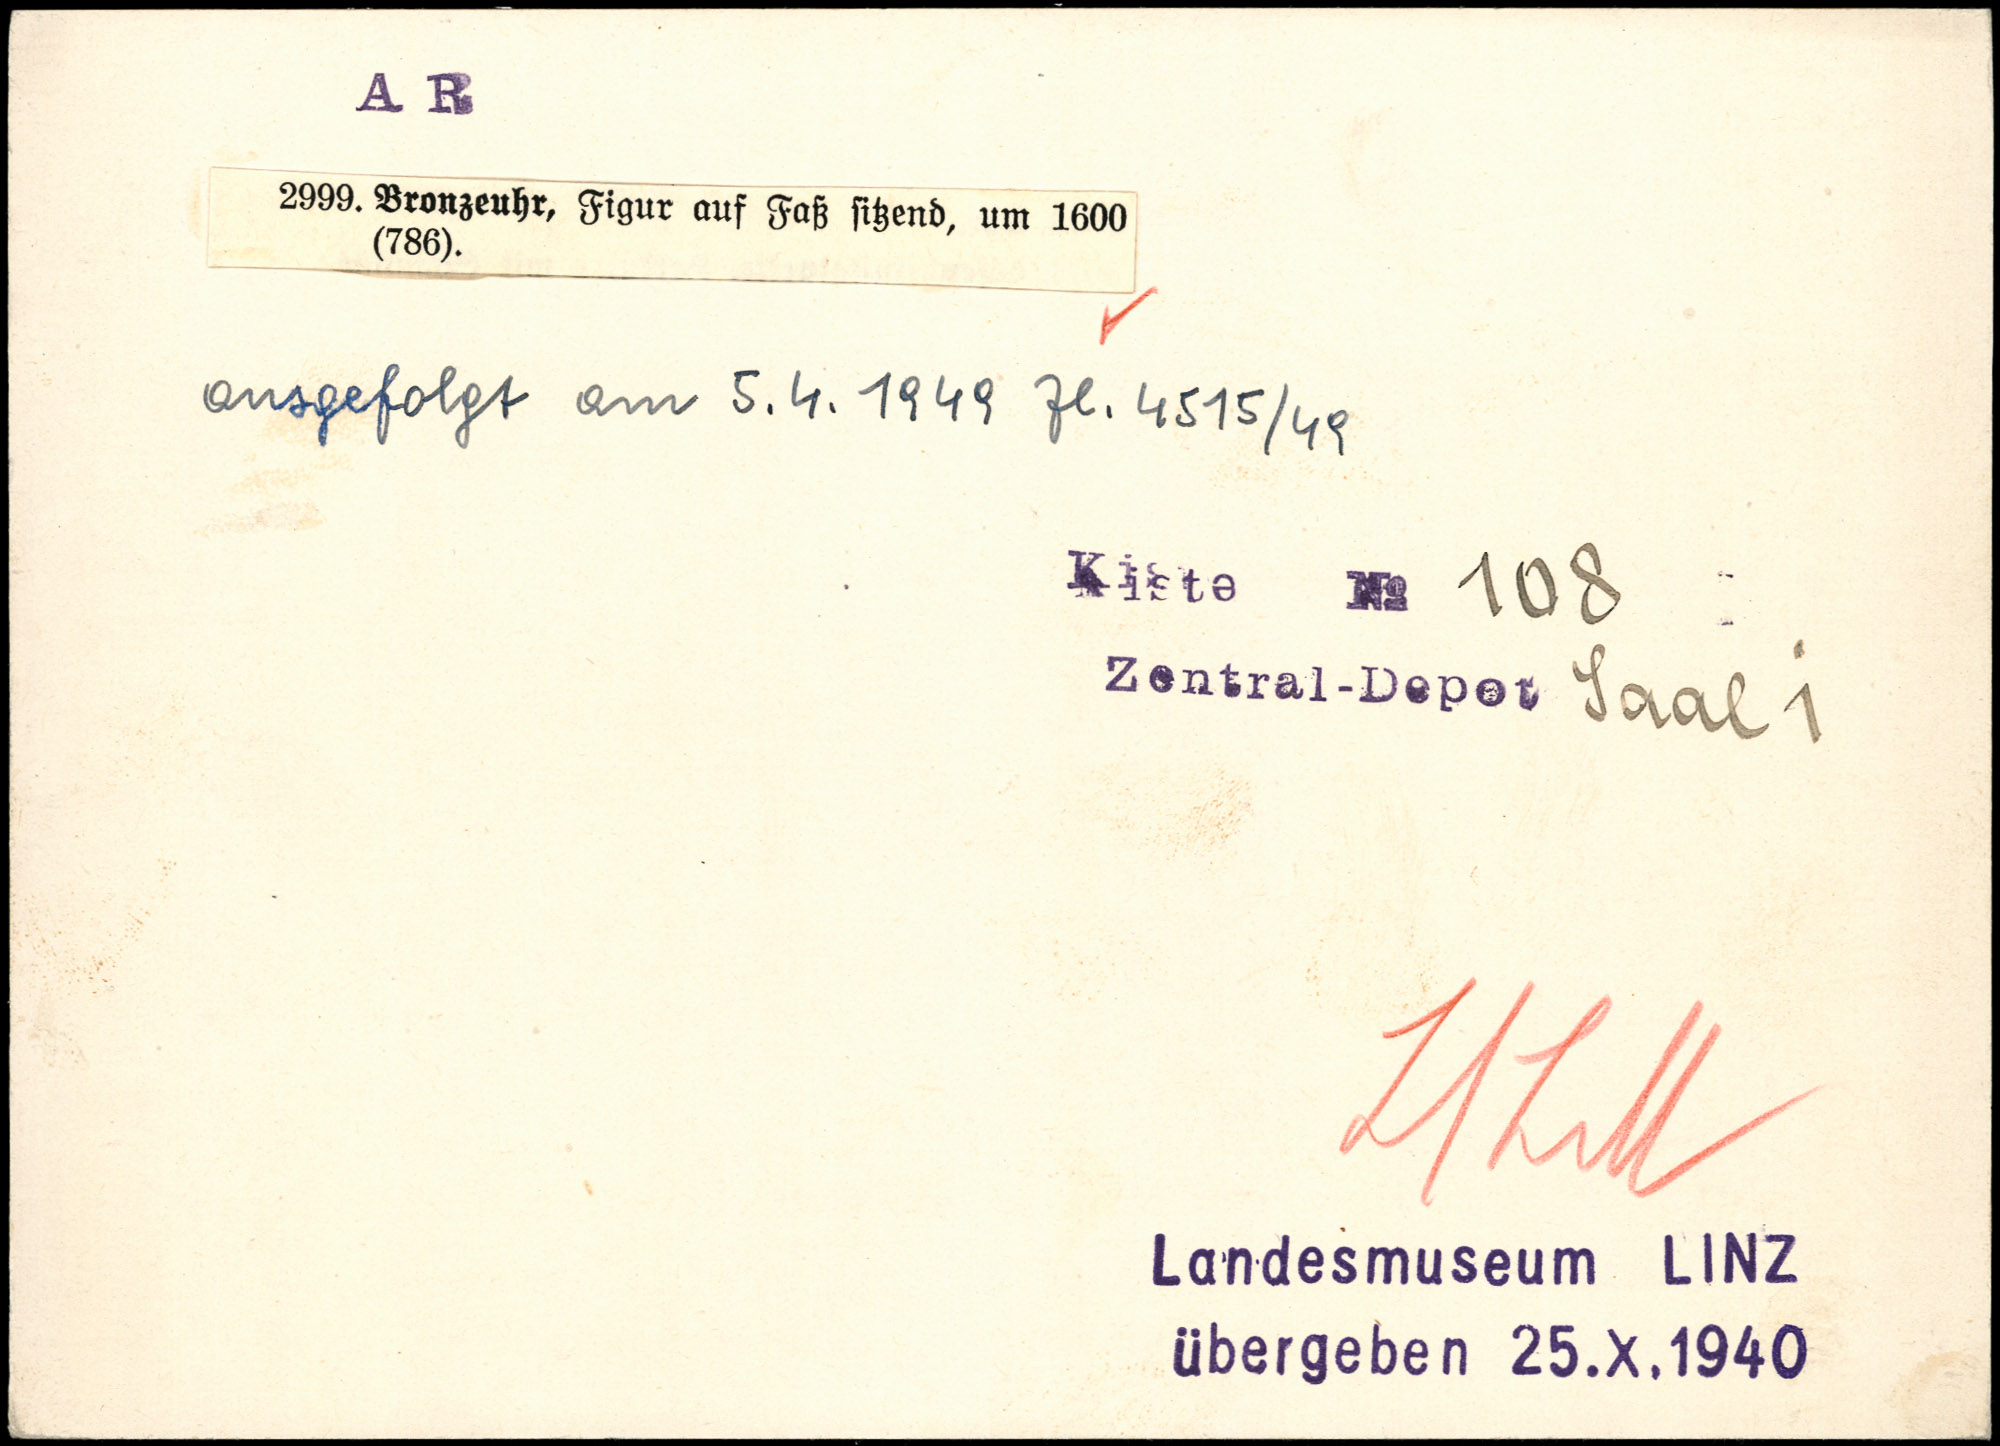 A R
2999. Bronzeuhr, Figur auf Faß sitzend, um 1600
(786).
ausgefolgt am 5.4.1949 Zl. 4515/49
Kiste № 108
Zentral-Depot Saal i
Landesmuseum LINZ
übergeben 25.X.1940